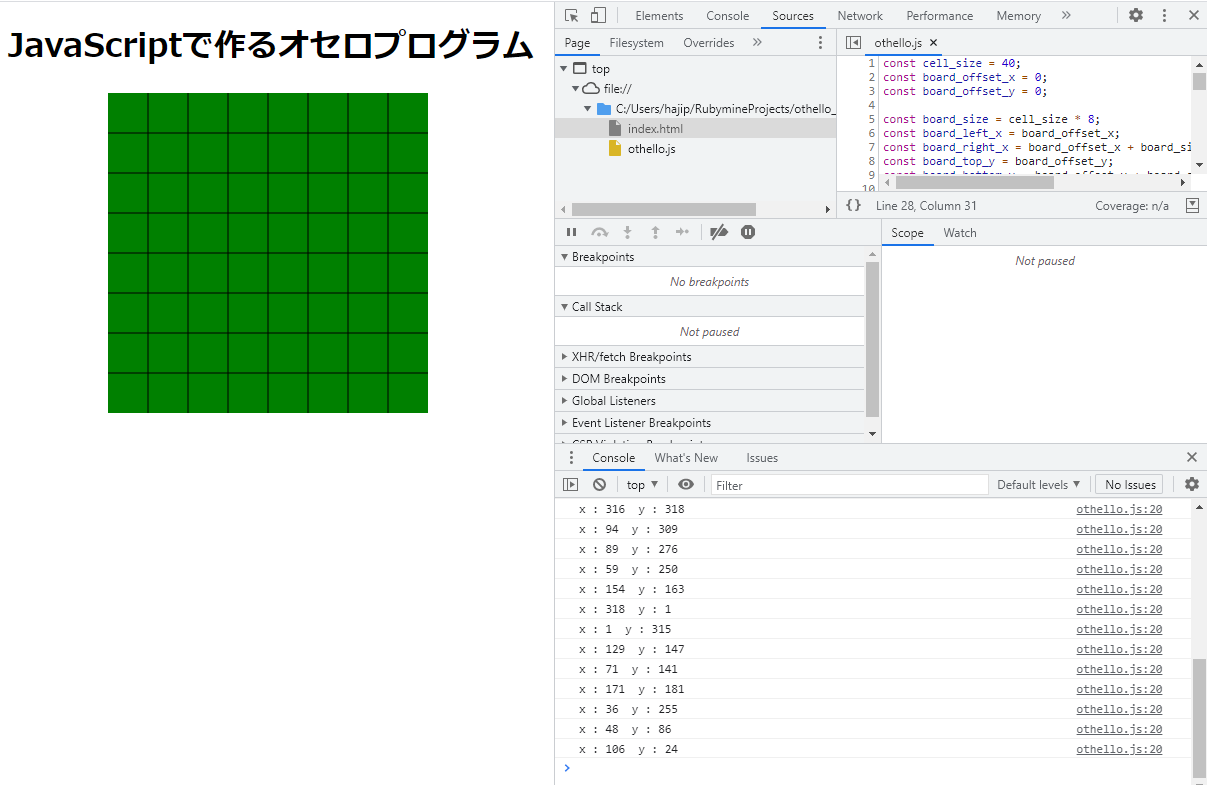 JavaScriptで作るオセロプログラム
Elements Console Sources Network Performance Memory
Page Filesystem Overrides
top
file://
C:/Users/hajip/RubymineProjects/othello_
index.html
othello.js
othello.js
1 const cell_size = 40;
2 const board_offset_x = 0;
3 const board_offset_y = 0;
4
5 const board_size = cell_size * 8;
6 const board_left_x = board_offset_x;
7 const board_right_x = board_offset_x + board_si
8 const board_top_y = board_offset_y;
9
10
{} Line 28, Column 31 Coverage: n/a
Breakpoints
No breakpoints
Call Stack
Not paused
XHR/fetch Breakpoints
DOM Breakpoints
Global Listeners
Event Listener Breakpoints
Scope Watch
Not paused
Console What's New Issues
top Filter Default levels No Issues
x : 316 y : 318 othello.js:20
x : 94 y : 309 othello.js:20
x : 89 y : 276 othello.js:20
x : 59 y : 250 othello.js:20
x : 154 y : 163 othello.js:20
x : 318 y : 1 othello.js:20
x : 1 y : 315 othello.js:20
x : 129 y : 147 othello.js:20
x : 71 y : 141 othello.js:20
x : 171 y : 181 othello.js:20
x : 36 y : 255 othello.js:20
x : 48 y : 86 othello.js:20
x : 106 y : 24 othello.js:20